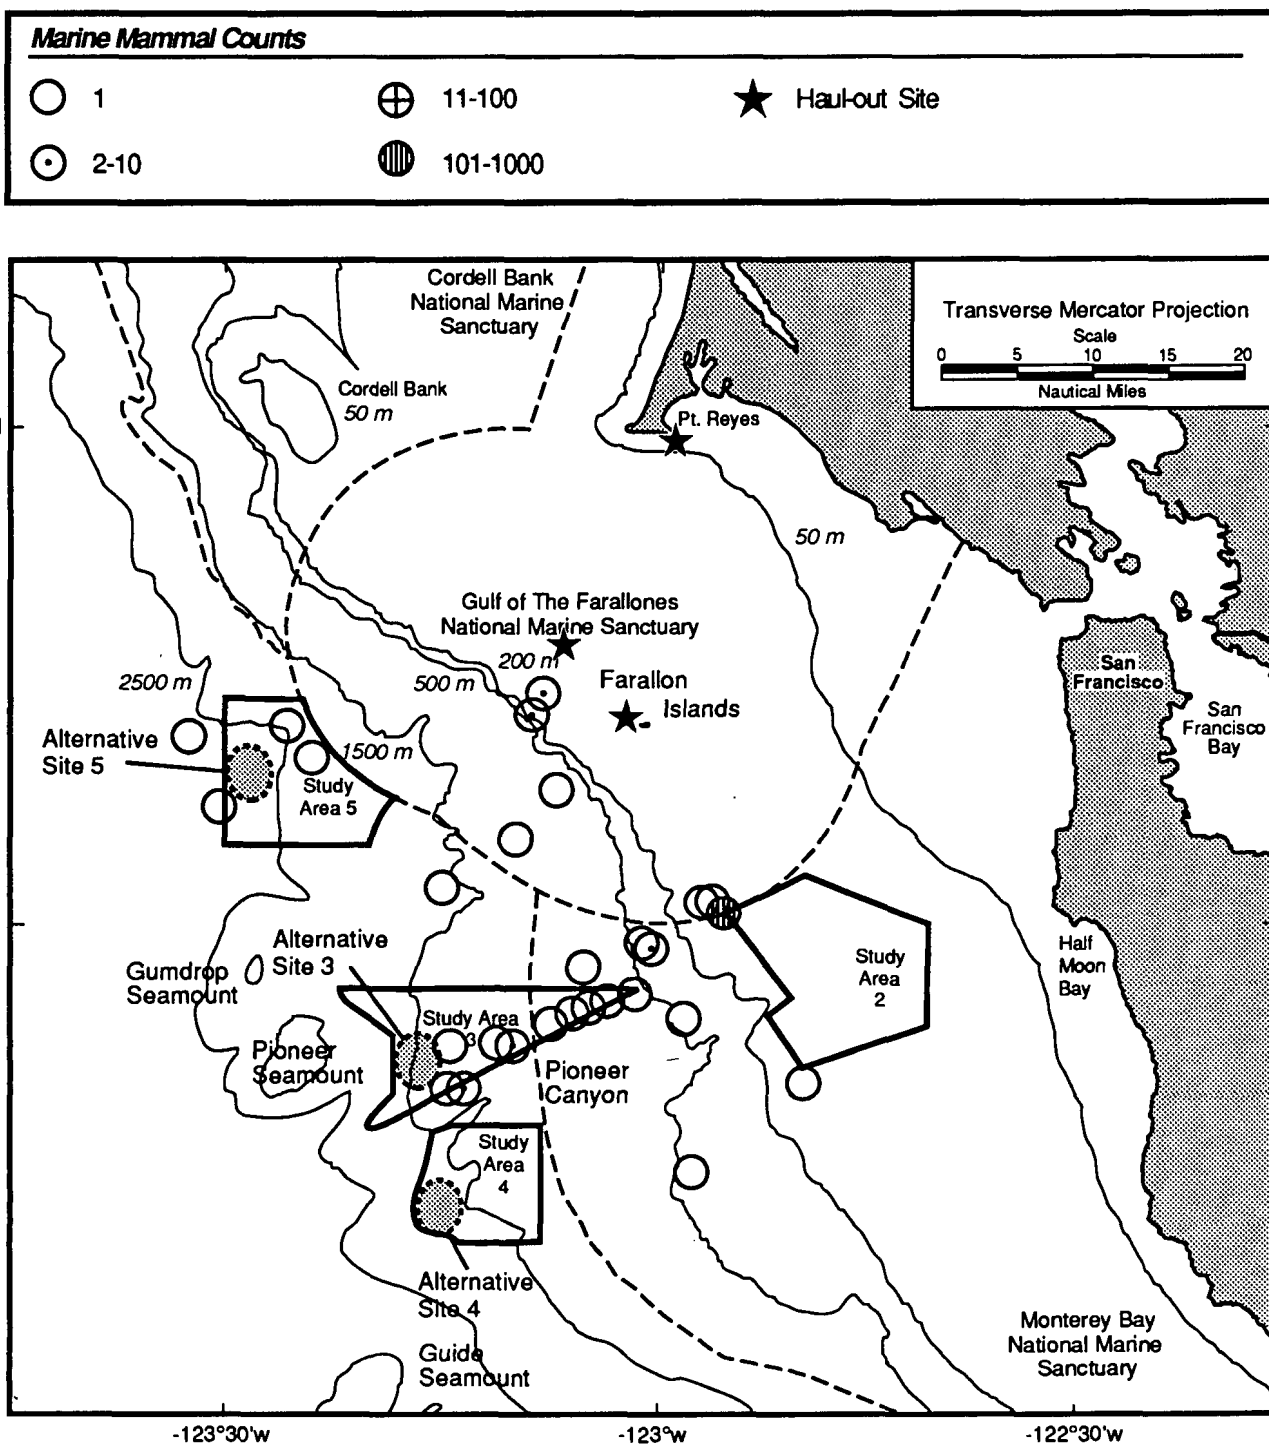 Marine Mammal Counts
1
11-100
Haul-out Site
2-10
101-1000
Cordell Bank
National Marine
Sanctuary
Transverse Mercator Projection
Scale
0 5 10 15 20
Nautical Miles
Cordell Bank
50 m
Pt. Reyes
50 m
Gulf of The Farallones
National Marine Sanctuary
200 m
500 m
2500 m
Farallon
Islands
San
Francisco
San
Francisco
Bay
Alternative
Site 5
1500 m
Study
Area 5
Alternative
Site 3
Gumdrop
Seamount
Study
Area
2
Half
Moon
Bay
Study Area
3
Pioneer
Seamount
Pioneer
Canyon
Study
Area
4
Alternative
Site 4
Guide
Seamount
Monterey Bay
National Marine
Sanctuary
-123°30'W
-123°W
-122°30'W